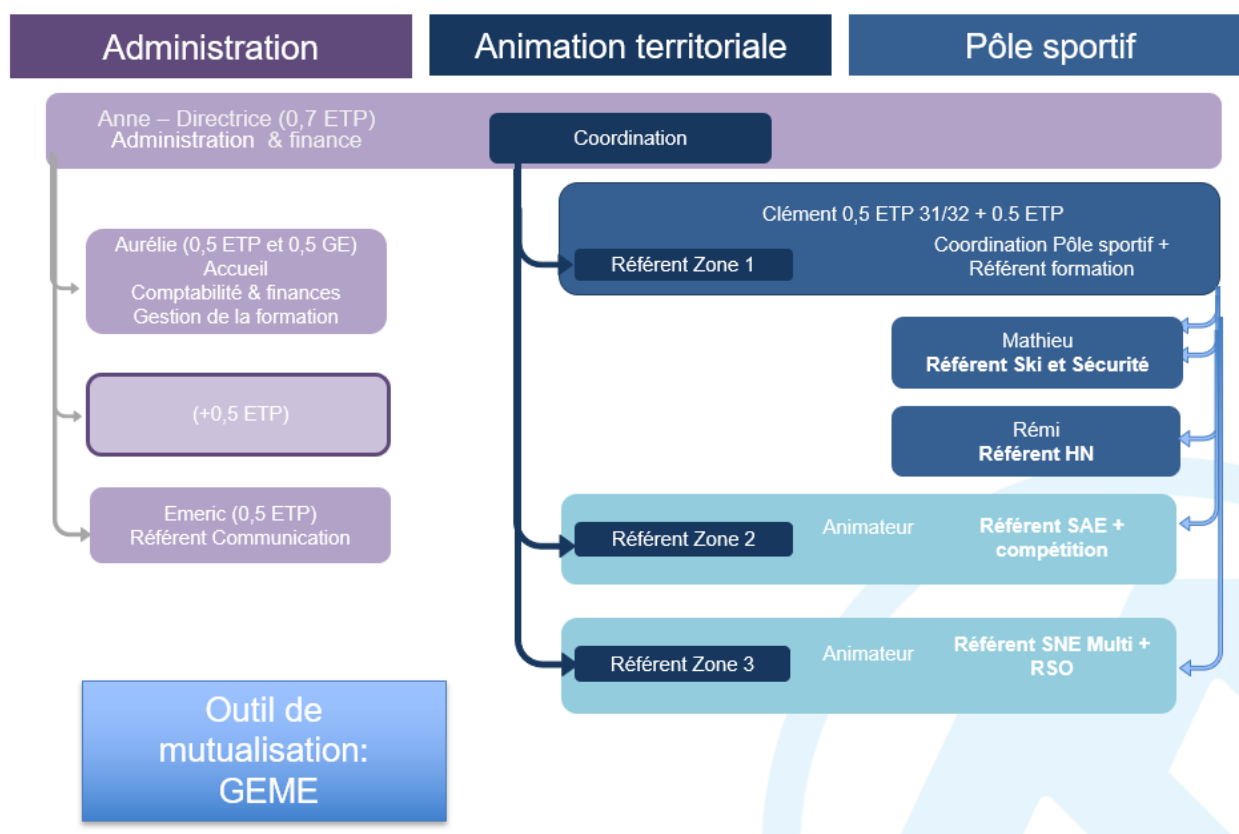 Administration
Animation territoriale
Pôle sportif
Anne – Directrice (0,7 ETP)
Administration & finance
Coordination
Clément 0,5 ETP 31/32 + 0.5 ETP
Référent Zone 1
Coordination Pôle sportif +
Référent formation
Aurélie (0,5 ETP et 0,5 GE)
Accueil
Comptabilité & finances
Gestion de la formation
Mathieu
Référent Ski et Sécurité
(+0,5 ETP)
Rémi
Référent HN
Emeric (0,5 ETP)
Référent Communication
Référent Zone 2
Animateur
Référent SAE +
compétition
Référent Zone 3
Animateur
Référent SNE Multi +
RSO
Outil de
mutualisation:
GEME